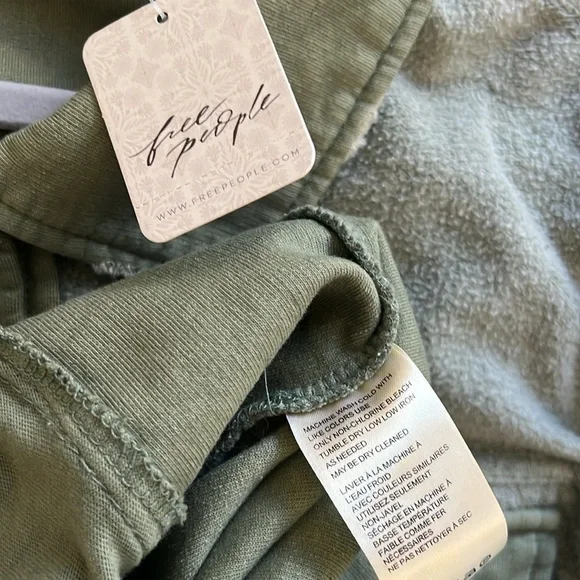 free
people
WWW.FREEPEOPLE.COM
MACHINE WASH COLD WITH
LIKE COLORS USE
ONLY NON-CHLORINE BLEACH
TUMBLE DRY LOW LOW IRON
AS NEEDED
MAY BE DRY CLEANED
LAVER À LA MACHINE À
L'EAU FROID
AVEC COULEURS SIMILAIRES
UTILIZ SEULEMENT
NON-JAVEL
SÉCHAGE EN MACHINE À
BASSE TEMPÉRATURE
FAIBLE COMME FER
NÉCESSAIRES
NE PAS NETTOYER À SEC